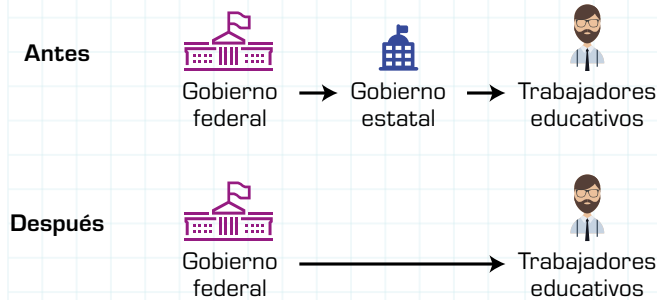 Antes
Gobierno
federal
Gobierno
estatal
Trabajadores
educativos
Después
Gobierno
federal
Trabajadores
educativos